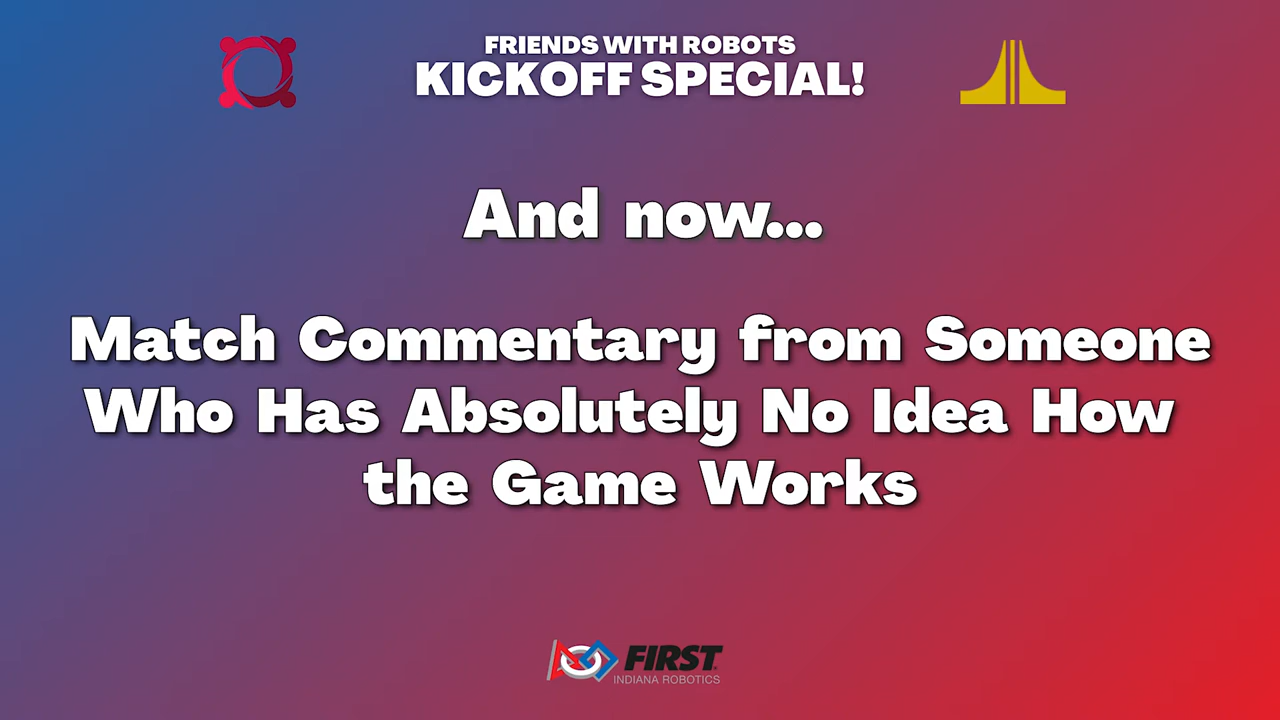 FRIENDS WITH ROBOTS
KICKOFF SPECIAL!
And now...
Match Commentary from Someone
Who Has Absolutely No Idea How
the Game Works
FIRST
INDIANA ROBOTICS